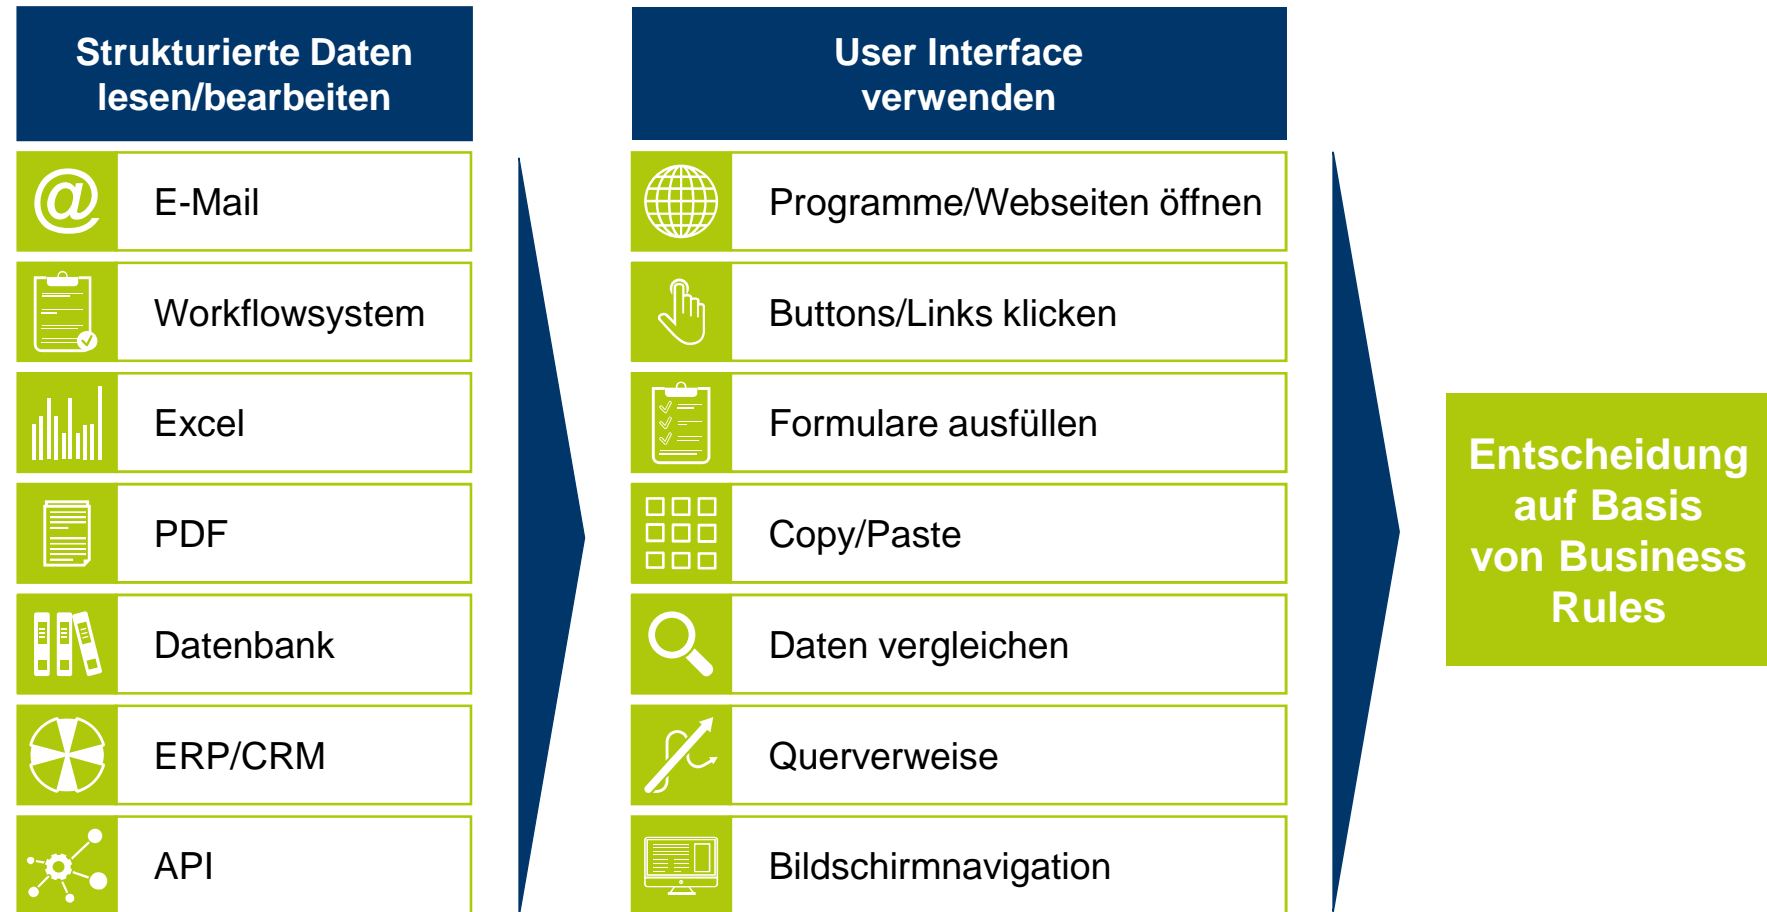 Strukturierte Daten
lesen/bearbeiten
E-Mail
Workflowsystem
Excel
PDF
Datenbank
ERP/CRM
API
User Interface
verwenden
Programme/Webseiten öffnen
Buttons/Links klicken
Formulare ausfüllen
Copy/Paste
Daten vergleichen
Querverweise
Bildschirmnavigation
Entscheidung
auf Basis
von Business
Rules